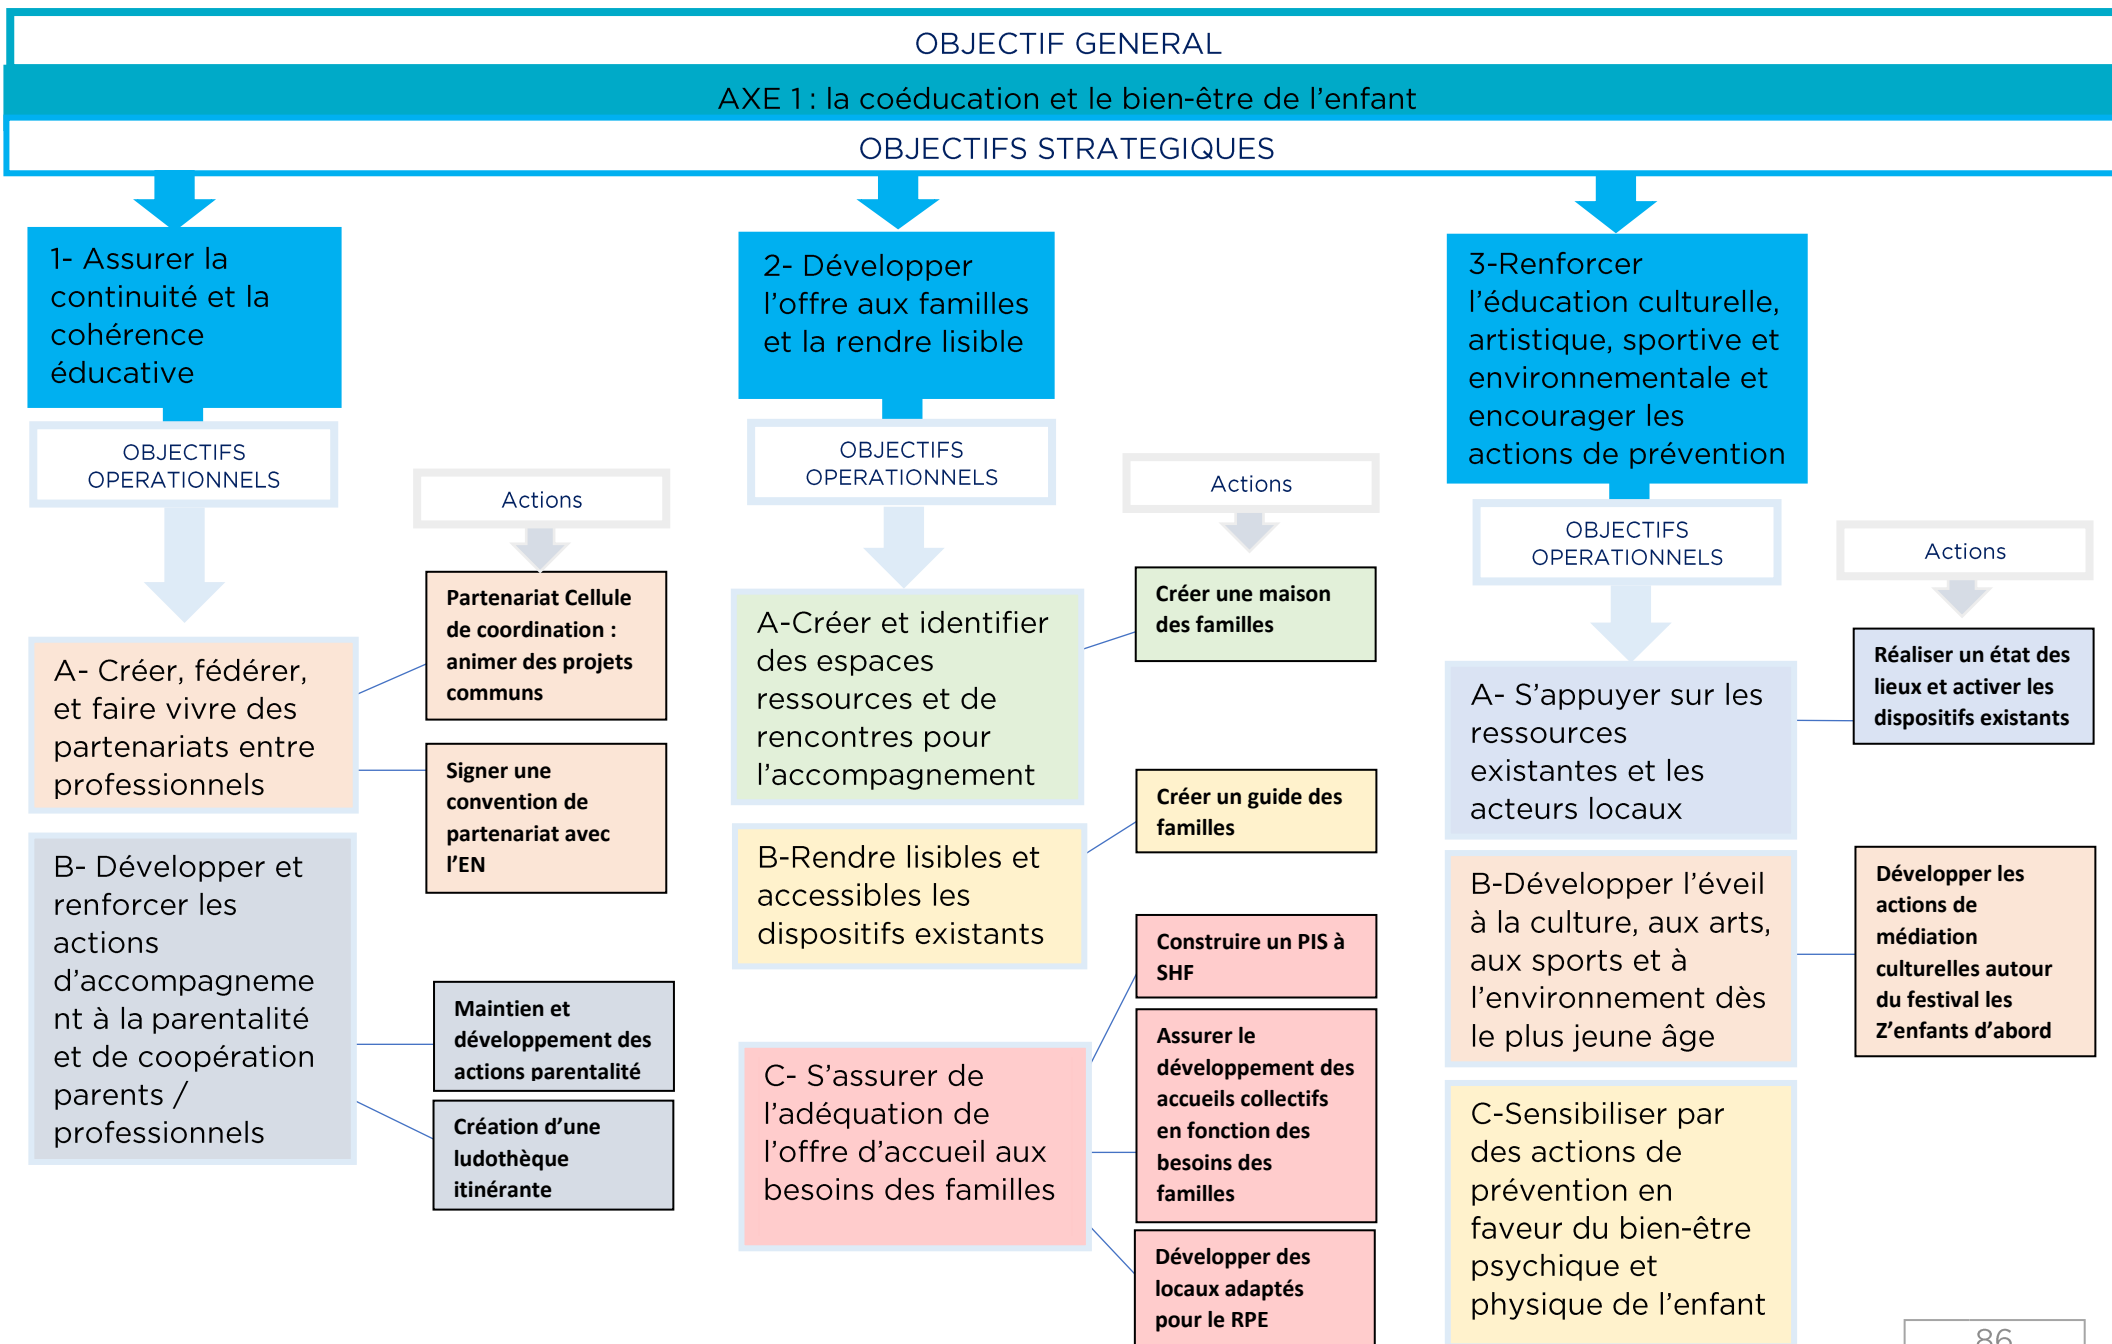 OBJECTIF GENERAL
AXE 1 : la coéducation et le bien-être de l'enfant
OBJECTIFS STRATEGIQUES
1- Assurer la
continuité et la
cohérence
éducative
OBJECTIFS
OPERATIONNELS
Actions
A- Créer, fédérer,
et faire vivre des
partenariats entre
professionnels
Partenariat Cellule
de coordination :
animer des projets
communs
Signer une
convention de
partenariat avec
l'EN
B- Développer et
renforcer les
actions
d'accompagneme
nt à la parentalité
et de coopération
parents /
professionnels
Maintien et
développement des
actions parentalité
Création d'une
ludothèque
itinérante
2- Développer
l'offre aux familles
et la rendre lisible
OBJECTIFS
OPERATIONNELS
Actions
A-Créer et identifier
des espaces
ressources et de
rencontres pour
l'accompagnement
Créer une maison
des familles
B-Rendre lisibles et
accessibles les
dispositifs existants
Créer un guide des
familles
C- S'assurer de
l'adéquation de
l'offre d'accueil aux
besoins des familles
Construire un PIS à
SHF
Assurer le
développement des
accueils collectifs
en fonction des
besoins des
familles
Développer des
locaux adaptés
pour le RPE
3-Renforcer
l'éducation culturelle,
artistique, sportive et
environnementale et
encourager les
actions de prévention
OBJECTIFS
OPERATIONNELS
Actions
A- S'appuyer sur les
ressources
existantes et les
acteurs locaux
Réaliser un état des
lieux et activer les
dispositifs existants
B-Développer l'éveil
à la culture, aux arts,
aux sports et à
l'environnement dès
le plus jeune âge
Développer les
actions de
médiation
culturelles autour
du festival les
Z'enfants d'abord
C-Sensibiliser par
des actions de
prévention en
faveur du bien-être
psychique et
physique de l'enfant
86